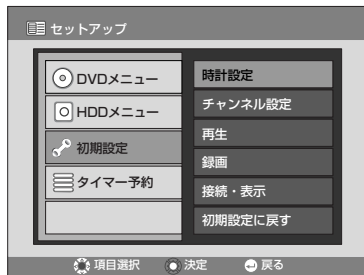 セットアップ
DVDメニュー
HDDメニュー
初期設定
タイマー予約
時計設定
チャンネル設定
再生
録画
接続・表示
初期設定に戻す
項目選択 決定 戻る